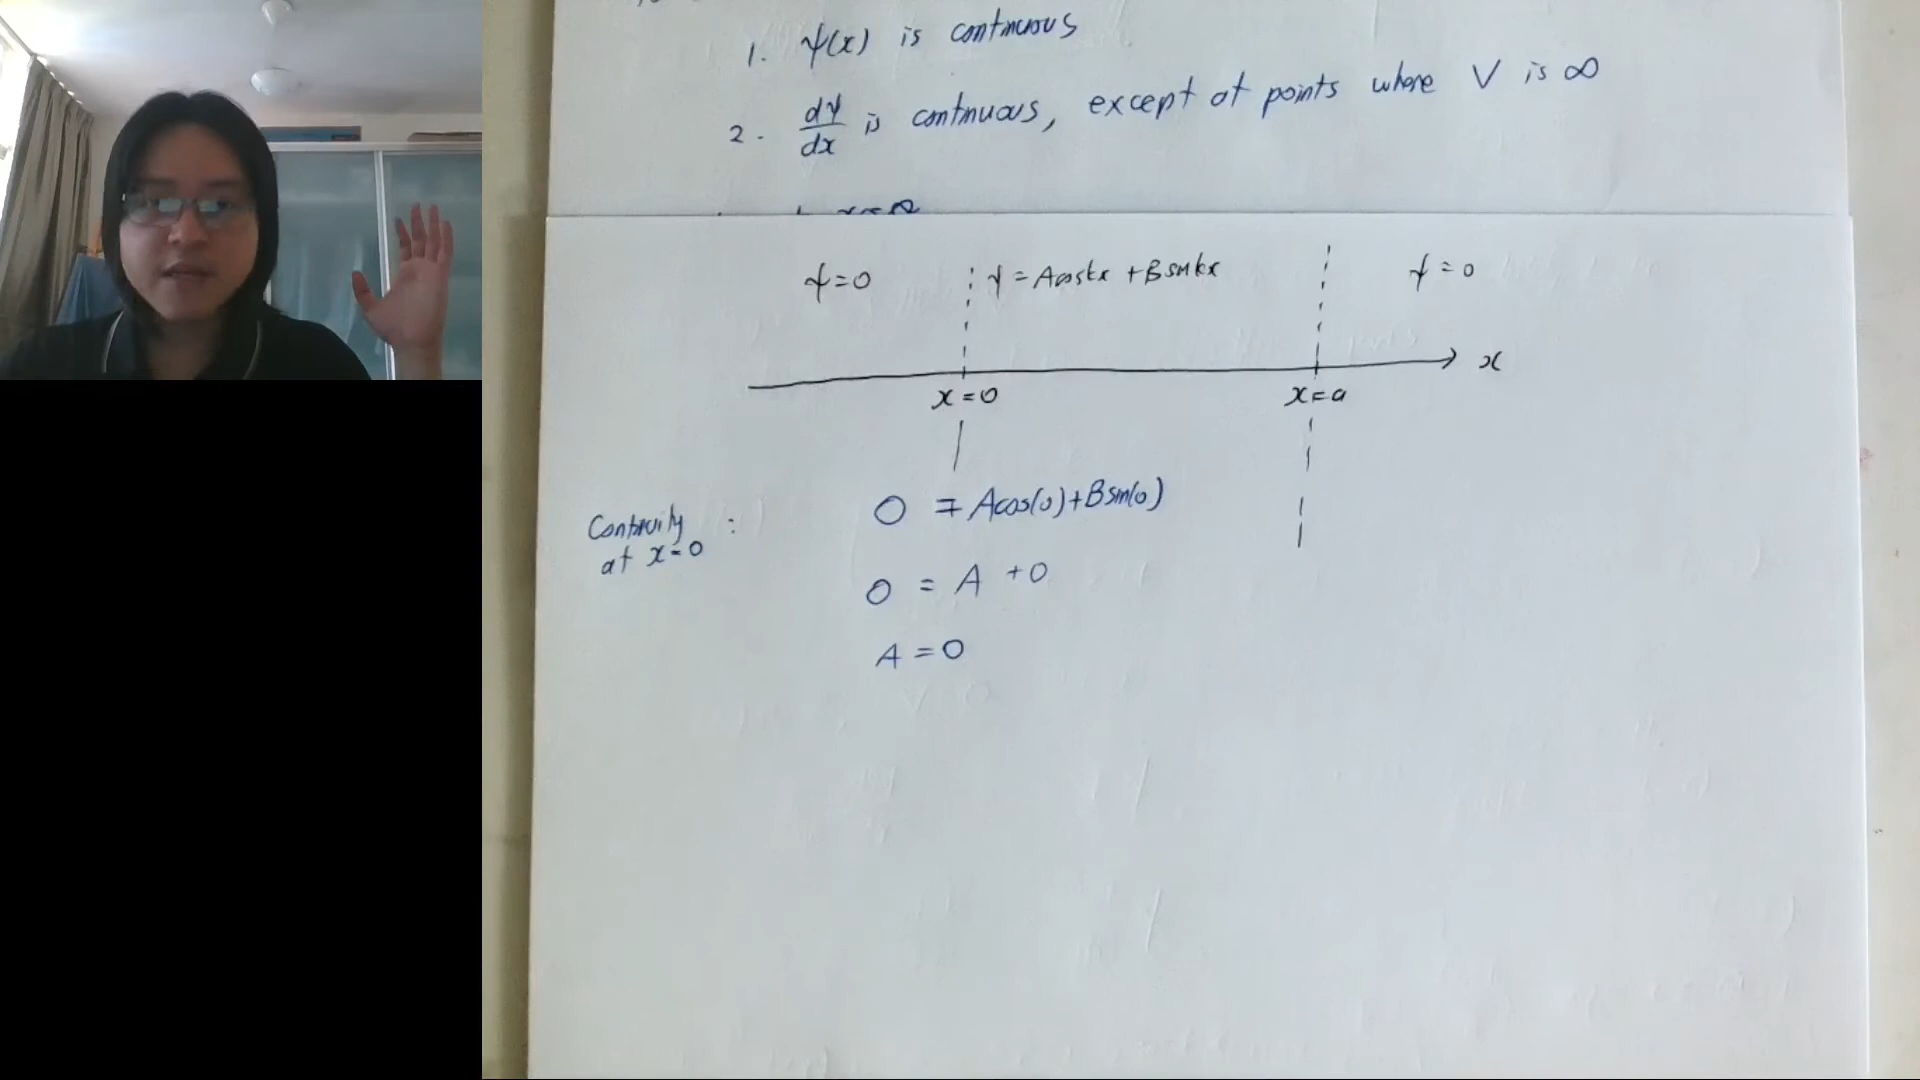 1. ψ(x) is continuous
2. dψ/dx is continuous, except at points where V is ∞
ψ=0 ψ = Acoskx + Bsinkx ψ = 0
x
x=0 x=a
Continuity at x=0 : 0 = Acos(0)+Bsin(0)
0 = A + 0
A = 0